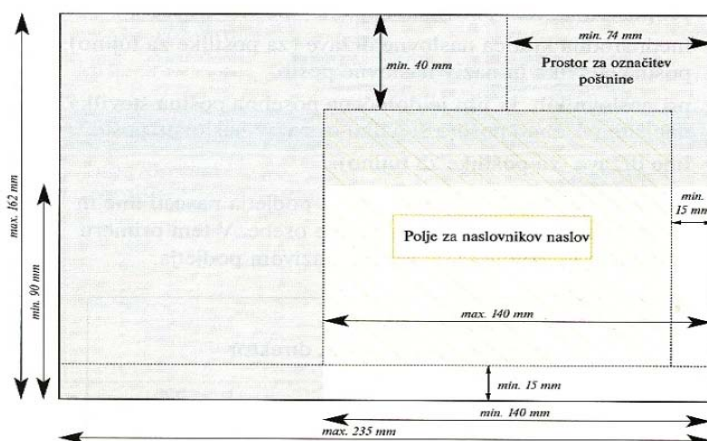 min. 74 mm
min. 40 mm
Prostor za označitev
poštnine
max. 162 mm
min. 90 mm
min.
15 mm
Polje za naslovnikov naslov
max. 140 mm
min. 15 mm
min. 140 mm
max. 235 mm